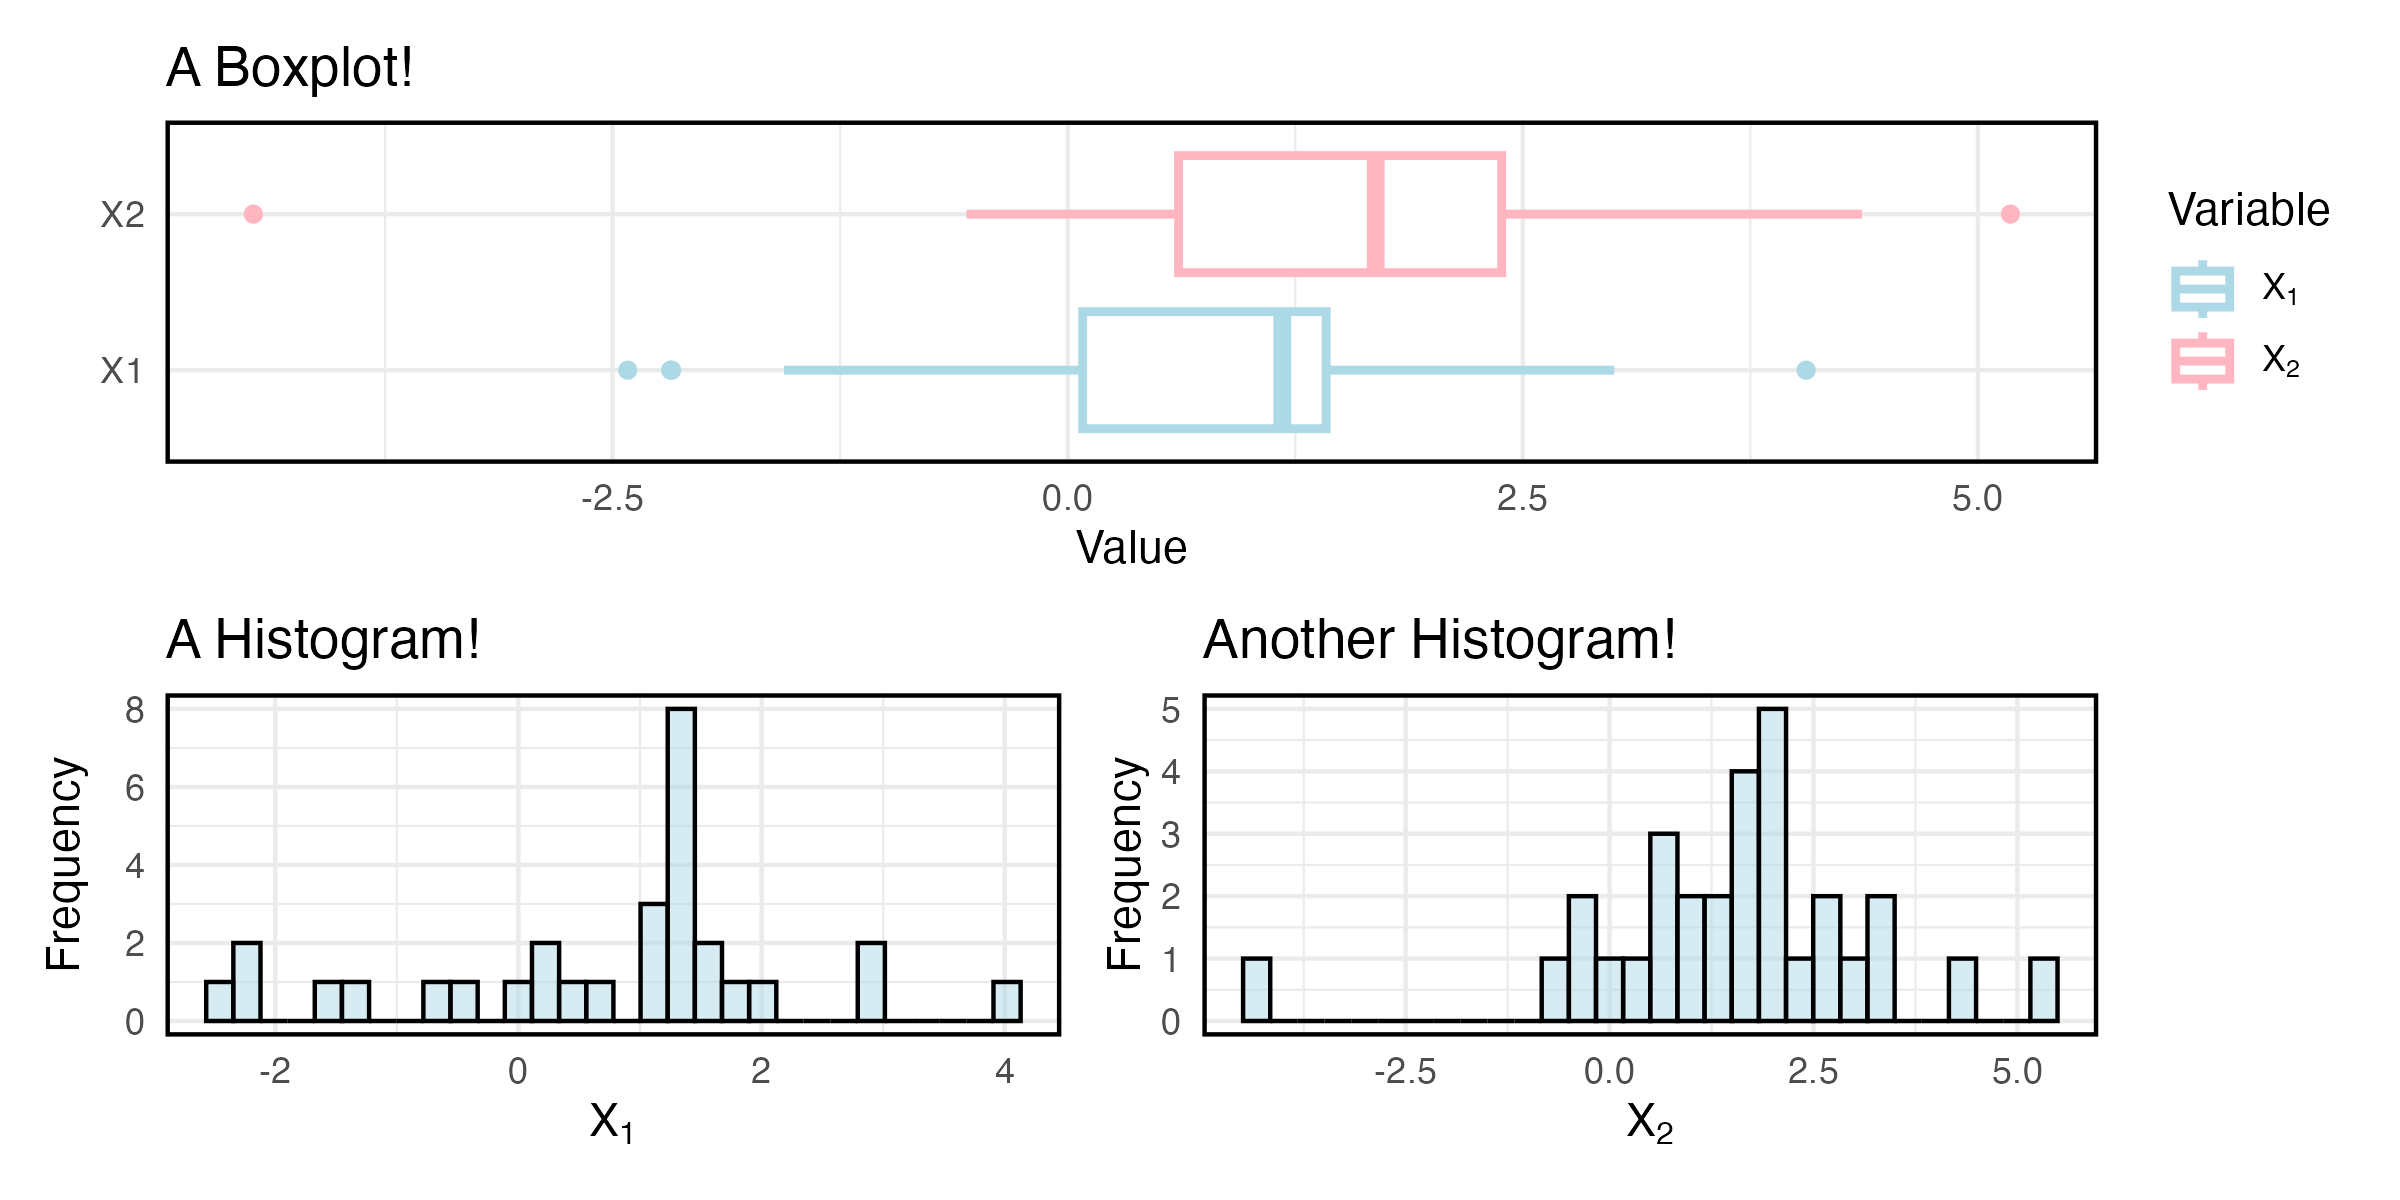 A Boxplot!
X2
X1
-2.5 0.0 2.5 5.0
Value
Variable
X₁
X₂
A Histogram!
Frequency
8
6
4
2
0
-2 0 2 4
X₁
Another Histogram!
Frequency
5
4
3
2
1
0
-2.5 0.0 2.5 5.0
X₂